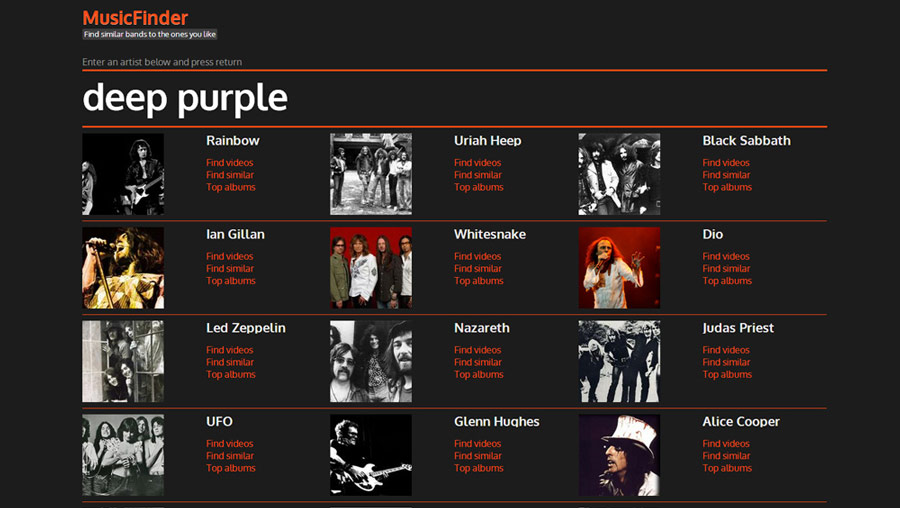 MusicFinder
Find similar bands to the ones you like
Enter an artist below and press return
deep purple
Rainbow
Find videos
Find similar
Top albums
Uriah Heep
Find videos
Find similar
Top albums
Black Sabbath
Find videos
Find similar
Top albums
Ian Gillan
Find videos
Find similar
Top albums
Whitesnake
Find videos
Find similar
Top albums
Dio
Find videos
Find similar
Top albums
Led Zeppelin
Find videos
Find similar
Top albums
Nazareth
Find videos
Find similar
Top albums
Judas Priest
Find videos
Find similar
Top albums
UFO
Find videos
Find similar
Top albums
Glenn Hughes
Find videos
Find similar
Top albums
Alice Cooper
Find videos
Find similar
Top albums